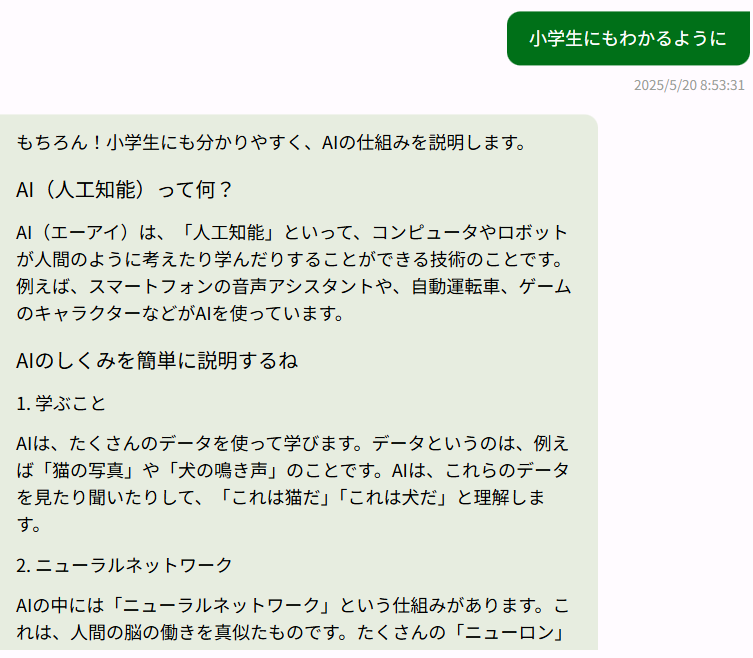 小学生にもわかるように
2025/5/20 8:53:31
もちろん！小学生にも分かりやすく、AIの仕組みを説明します。
AI（人工知能）って何？
AI（エーアイ）は、「人工知能」といって、コンピュータやロボット
が人間のように考えたり学んだりすることができる技術のことです。
例えば、スマートフォンの音声アシスタントや、自動運転車、ゲーム
のキャラクターなどがAIを使っています。
AIのしくみを簡単に説明するね
1. 学ぶこと
AIは、たくさんのデータを使って学びます。データというのは、例え
ば「猫の写真」や「犬の鳴き声」のことです。AIは、これらのデータ
を見たり聞いたりして、「これは猫だ」「これは犬だ」と理解しま
す。
2. ニューラルネットワーク
AIの中には「ニューラルネットワーク」という仕組みがあります。こ
れは、人間の脳の働きを真似たものです。たくさんの「ニューロン」